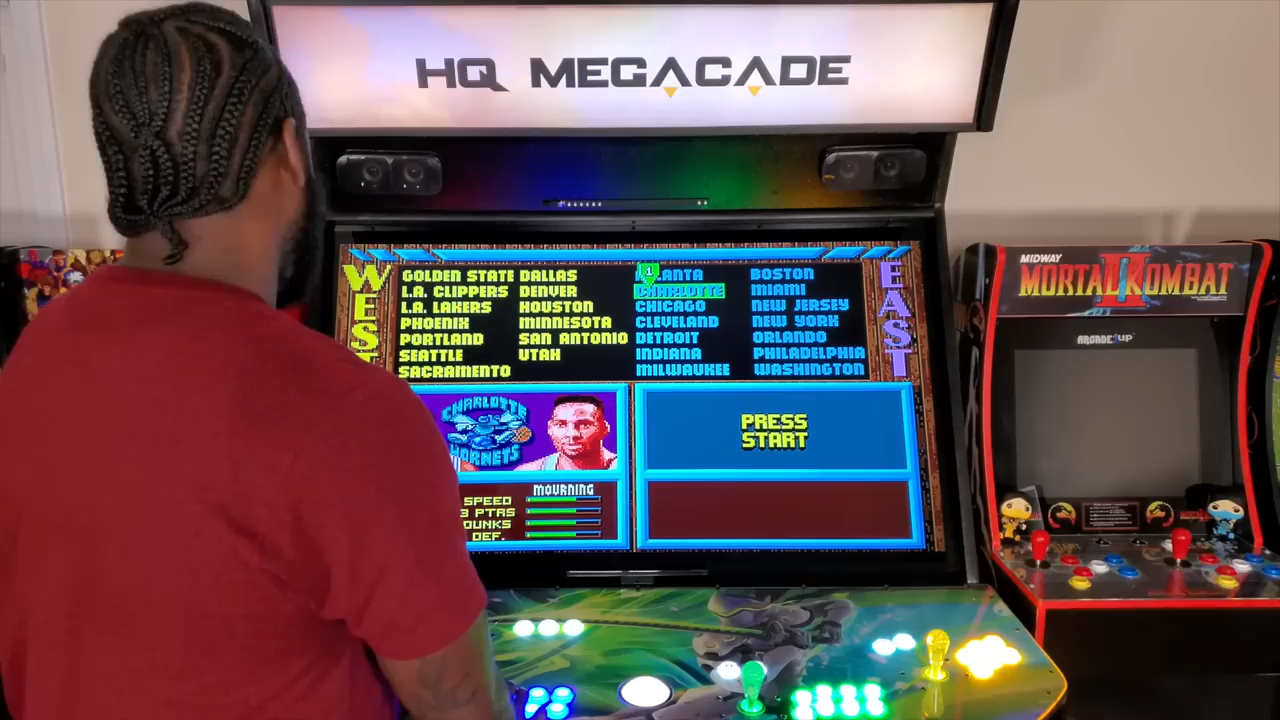 HQ MEGACADE
WEST
GOLDEN STATE
L.A. CLIPPERS
L.A. LAKERS
PHOENIX
PORTLAND
SEATTLE
SACRAMENTO
DALLAS
DENVER
HOUSTON
MINNESOTA
SAN ANTONIO
UTAH
1
CHARLOTTE
CHICAGO
CLEVELAND
DETROIT
INDIANA
MILWAUKEE
BOSTON
MIAMI
NEW JERSEY
NEW YORK
ORLANDO
PHILADELPHIA
WASHINGTON
EAST
CHARLOTTE
HORNETS
MOURNING
SPEED
3 PTRS
DUNKS
DEF.
PRESS
START
MIDWAY
MORTAL KOMBAT
II
ARCADE1UP